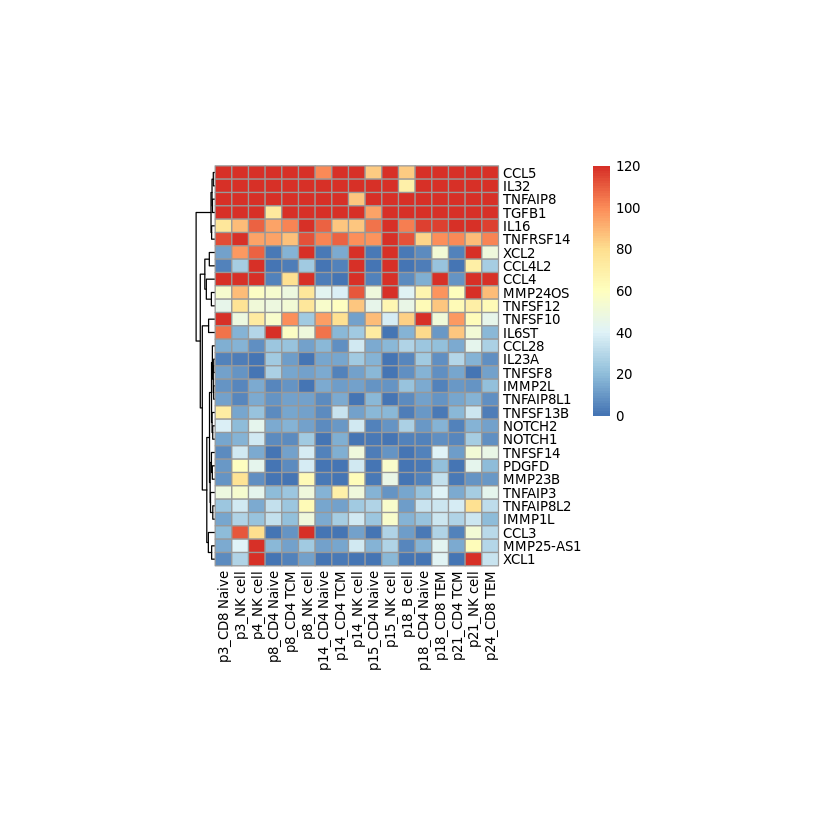 CCL5
IL32
TNFAIP8
TGFB1
IL16
TNFRSF14
XCL2
CCL4L2
CCL4
MMP24OS
TNFSF12
TNFSF10
IL6ST
CCL28
IL23A
TNFSF8
IMMP2L
TNFAIP8L1
TNFSF13B
NOTCH2
NOTCH1
TNFSF14
PDGFD
MMP23B
TNFAIP3
TNFAIP8L2
IMMP1L
CCL3
MMP25-AS1
XCL1
120
100
80
60
40
20
0
p3_CD8 Naive
p3_NK cell
p4_NK cell
p8_CD4 Naive
p8_CD4 TCM
p8_NK cell
p14_CD4 Naive
p14_CD4 TCM
p14_NK cell
p15_CD4 Naive
p15_NK cell
p18_B cell
p18_CD4 Naive
p18_CD8 TEM
p21_CD4 TCM
p21_NK cell
p24_CD8 TEM